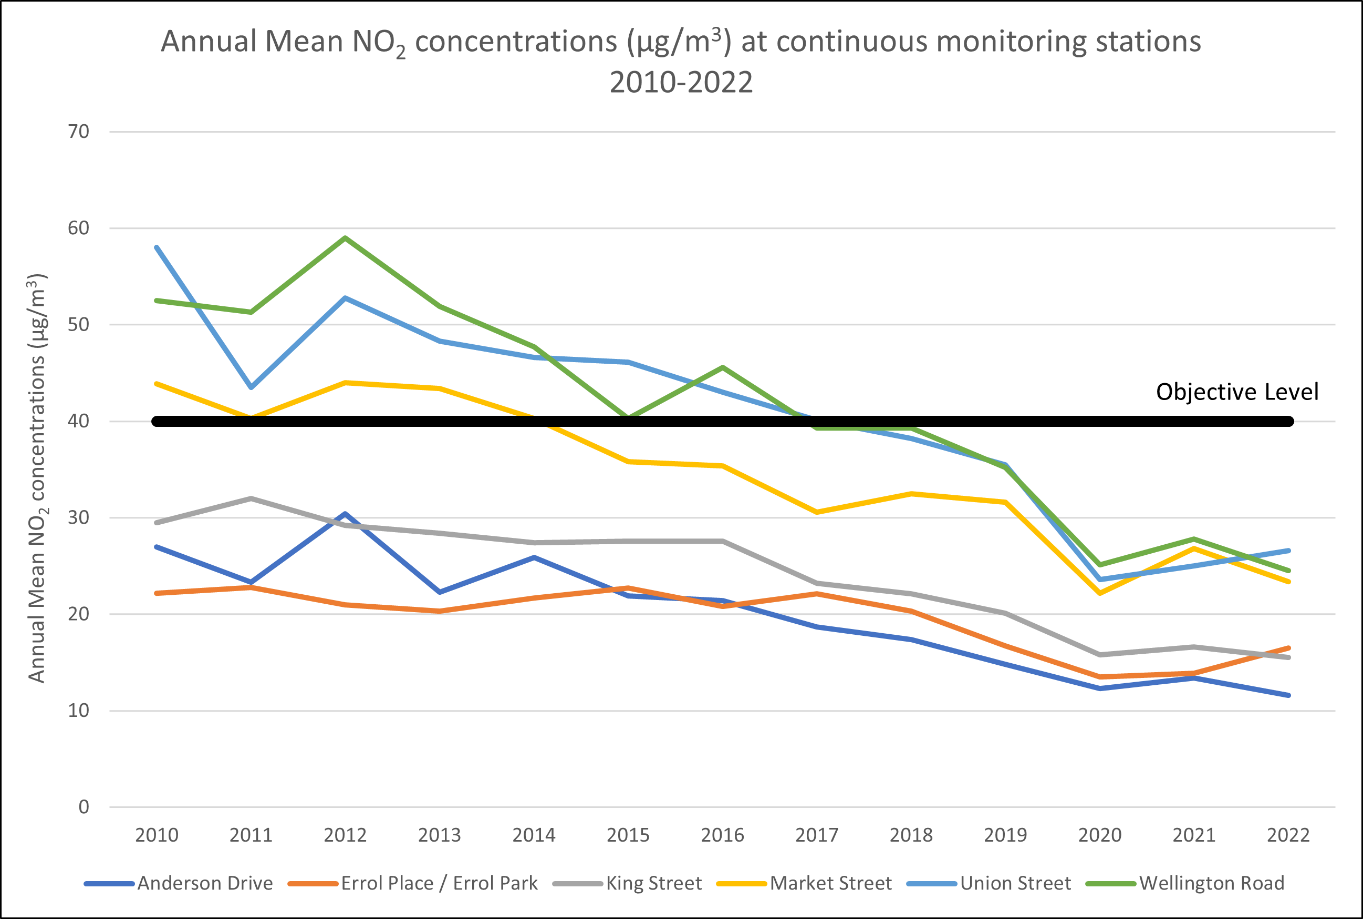 Annual Mean NO₂ concentrations (µg/m³) at continuous monitoring stations
2010-2022
Annual Mean NO₂ concentrations (µg/m³)
70
60
50
40
30
20
10
0
Objective Level
2010 2011 2012 2013 2014 2015 2016 2017 2018 2019 2020 2021 2022
Anderson Drive Errol Place / Errol Park King Street Market Street Union Street Wellington Road